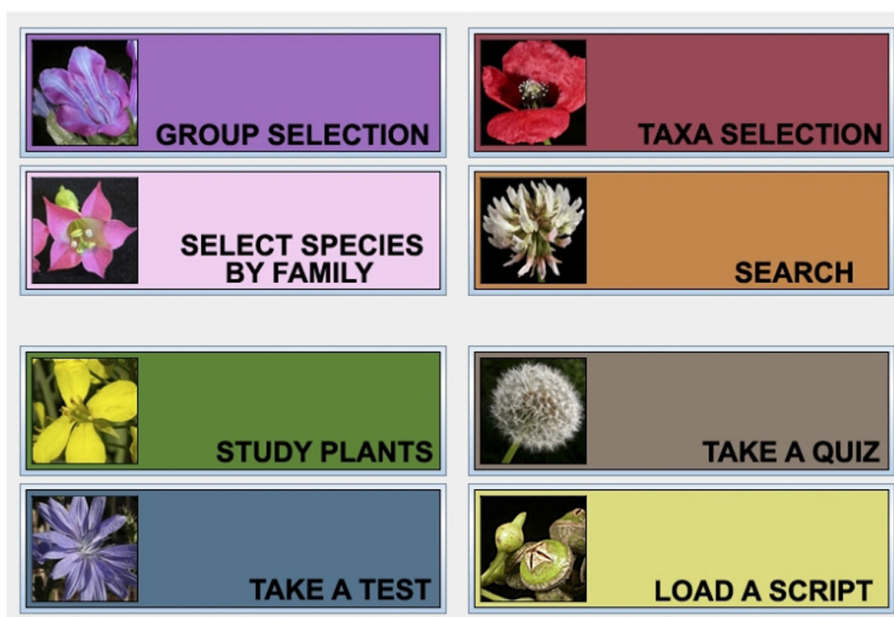 GROUP SELECTION
TAXA SELECTION
SELECT SPECIES
BY FAMILY
SEARCH
STUDY PLANTS
TAKE A QUIZ
TAKE A TEST
LOAD A SCRIPT